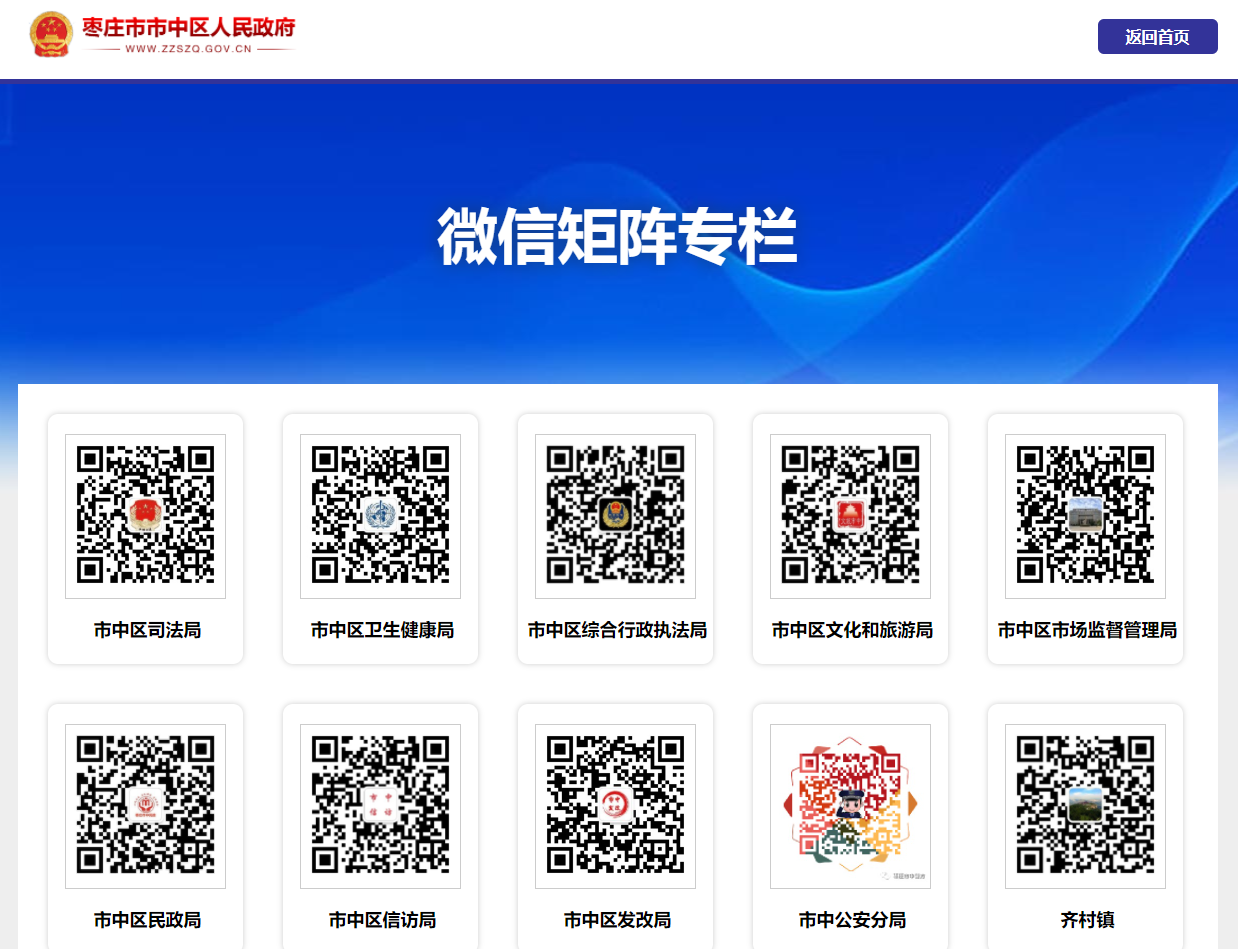 枣庄市市中区人民政府
WWW.ZZSZQ.GOV.CN
返回首页
微信矩阵专栏
市中区司法局
市中区卫生健康局
市中区综合行政执法局
市中区文化和旅游局
市中区市场监督管理局
市中
信访
市中区民政局
市中区信访局
市中区发改局
市中公安分局
齐村镇